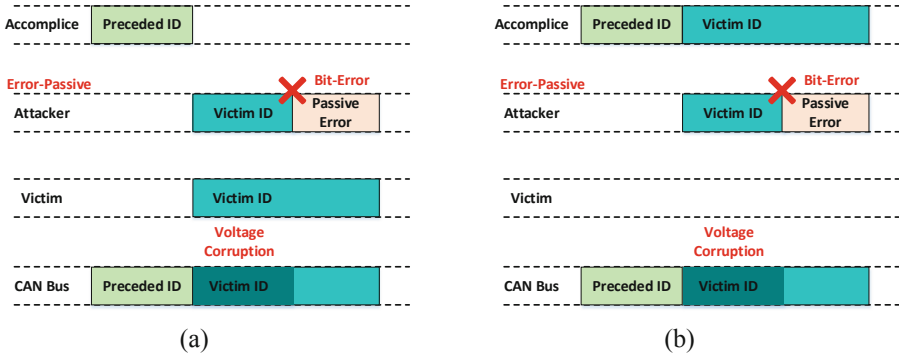 Accomplice
Preceded ID
Error-Passive
Bit-Error
Attacker
Victim ID
Passive
Error
Victim
Victim ID
Voltage
Corruption
CAN Bus
Preceded ID
Victim ID
(a)
Accomplice
Preceded ID
Victim ID
Error-Passive
Bit-Error
Attacker
Victim ID
Passive
Error
Victim
Voltage
Corruption
CAN Bus
Preceded ID
Victim ID
(b)